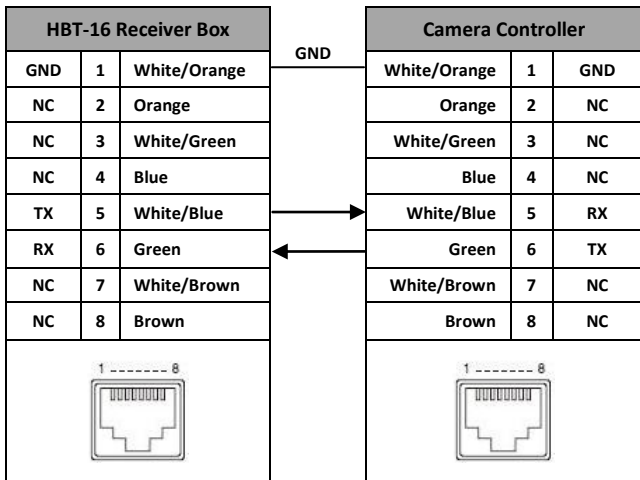 HBT-16 Receiver Box Camera Controller
GND
GND 1 White/Orange White/Orange 1 GND
NC 2 Orange Orange 2 NC
NC 3 White/Green White/Green 3 NC
NC 4 Blue Blue 4 NC
TX 5 White/Blue White/Blue 5 RX
RX 6 Green Green 6 TX
NC 7 White/Brown White/Brown 7 NC
NC 8 Brown Brown 8 NC
1 ------- 8 1 ------- 8